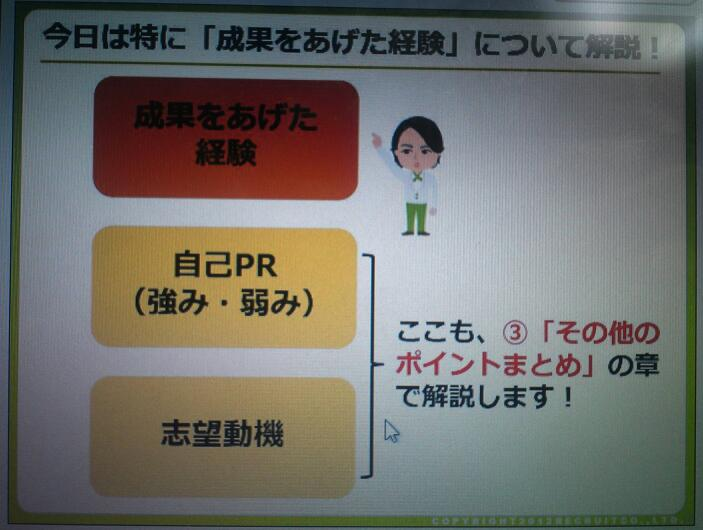 今日は特に「成果をあげた経験」について解説！
成果をあげた
経験
自己PR
（強み・弱み）
志望動機
ここも、③「その他の
ポイントまとめ」の章
で解説します！
COPYRIGHT2012RECRUITCO.,LTD.